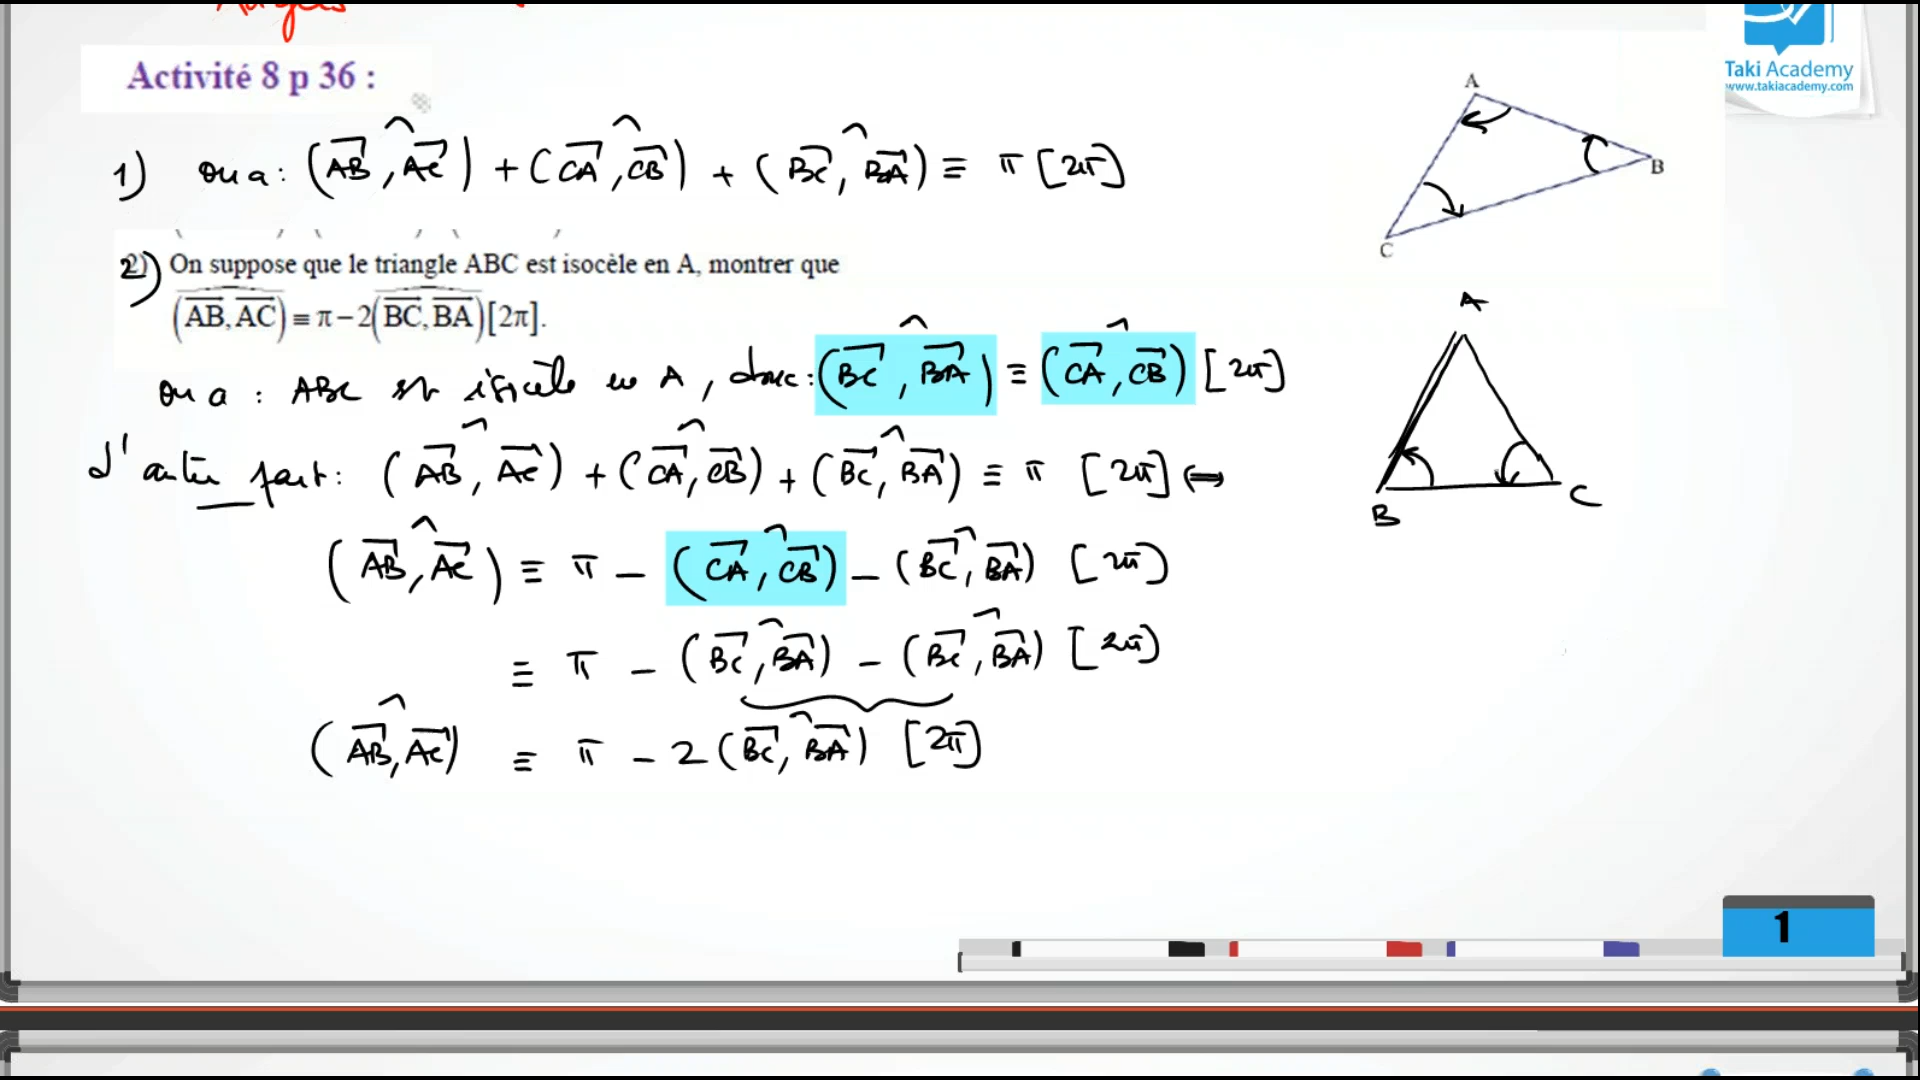 Angles
Activité 8 p 36 :
Taki Academy
www.takiacademy.com
1) on a : (AB⃗, AC⃗)^ + (CA⃗, CB⃗)^ + (BC⃗, BA⃗)^ ≡ π [2π]
A
B
C
2) On suppose que le triangle ABC est isocèle en A, montrer que
(AB⃗, AC⃗)^ ≡ π − 2(BC⃗, BA⃗)^ [2π].
on a : ABC est isocèle en A, donc : (BC⃗, BA⃗)^ ≡ (CA⃗, CB⃗)^ [2π]
d'autre part : (AB⃗, AC⃗)^ + (CA⃗, CB⃗)^ + (BC⃗, BA⃗)^ ≡ π [2π] ⇔
(AB⃗, AC⃗)^ ≡ π − (CA⃗, CB⃗)^ − (BC⃗, BA⃗)^ [2π]
≡ π − (BC⃗, BA⃗)^ − (BC⃗, BA⃗)^ [2π]
(AB⃗, AC⃗)^ ≡ π − 2(BC⃗, BA⃗)^ [2π]
A
B
C
1